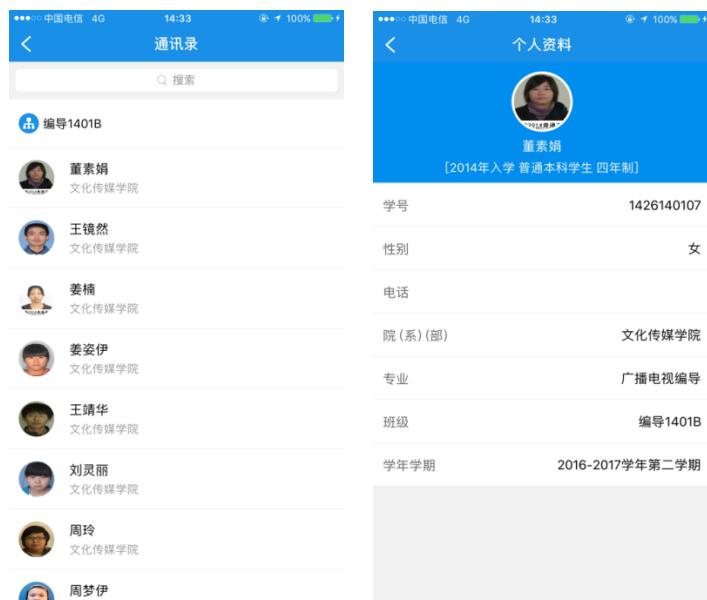 中国电信 4G 14:33 100%
通讯录
搜索
编导1401B
董素娟
文化传媒学院
王镜然
文化传媒学院
姜楠
文化传媒学院
姜姿伊
文化传媒学院
王靖华
文化传媒学院
刘灵丽
文化传媒学院
周玲
文化传媒学院
周梦伊
中国电信 4G 14:33 100%
个人资料
董素娟
[2014年入学 普通本科学生 四年制]
学号 1426140107
性别 女
电话
院(系)(部) 文化传媒学院
专业 广播电视编导
班级 编导1401B
学年学期 2016-2017学年第二学期